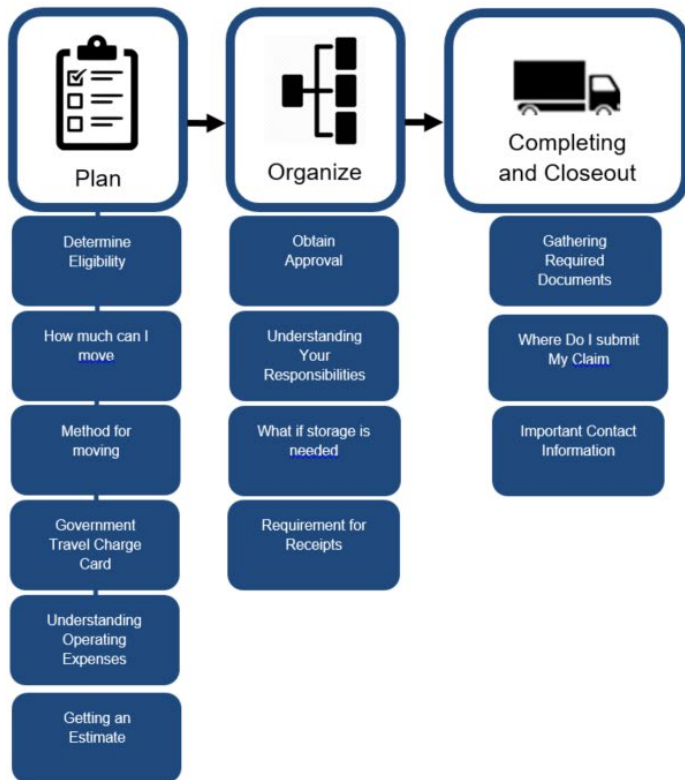 Plan
Determine
Eligibility
How much can I
move
Method for
moving
Government
Travel Charge
Card
Understanding
Operating
Expenses
Getting an
Estimate
Organize
Obtain
Approval
Understanding
Your
Responsibilities
What if storage is
needed
Requirement for
Receipts
Completing
and Closeout
Gathering
Required
Documents
Where Do I submit
My Claim
Important Contact
Information